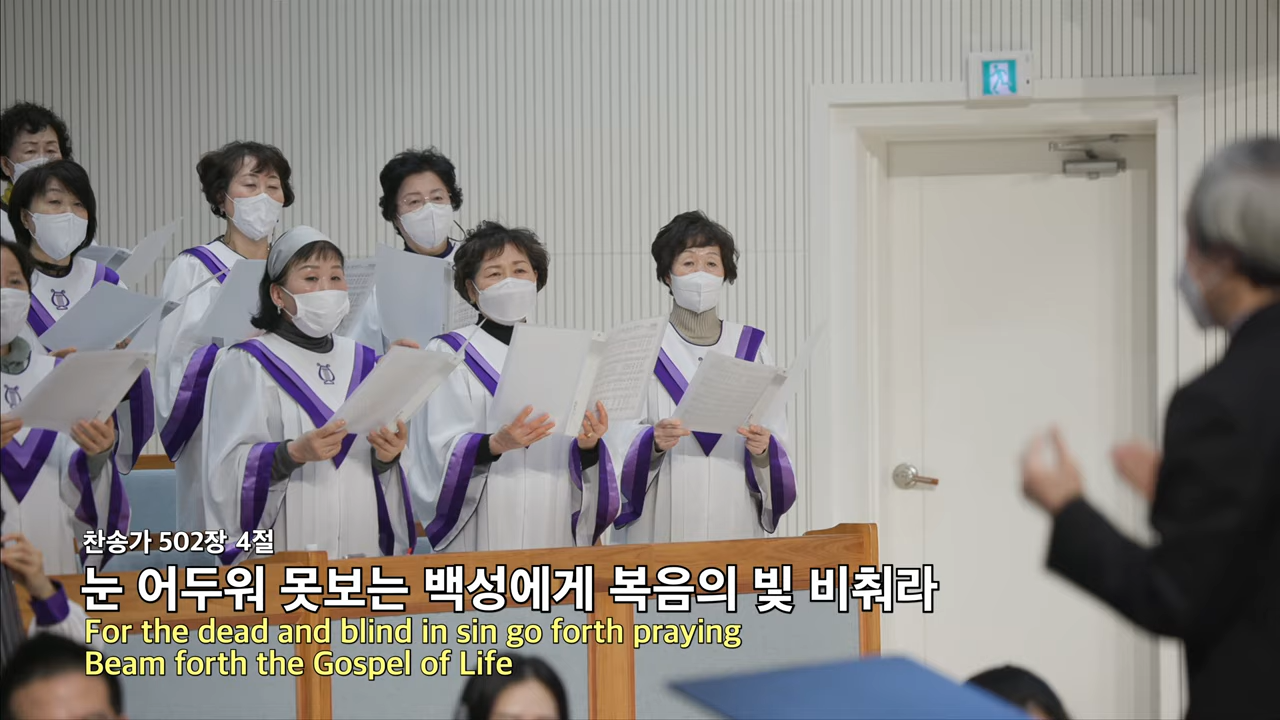 찬송가 502장 4절
눈 어두워 못보는 백성에게 복음의 빛 비춰라
For the dead and blind in sin go forth praying
Beam forth the Gospel of Life